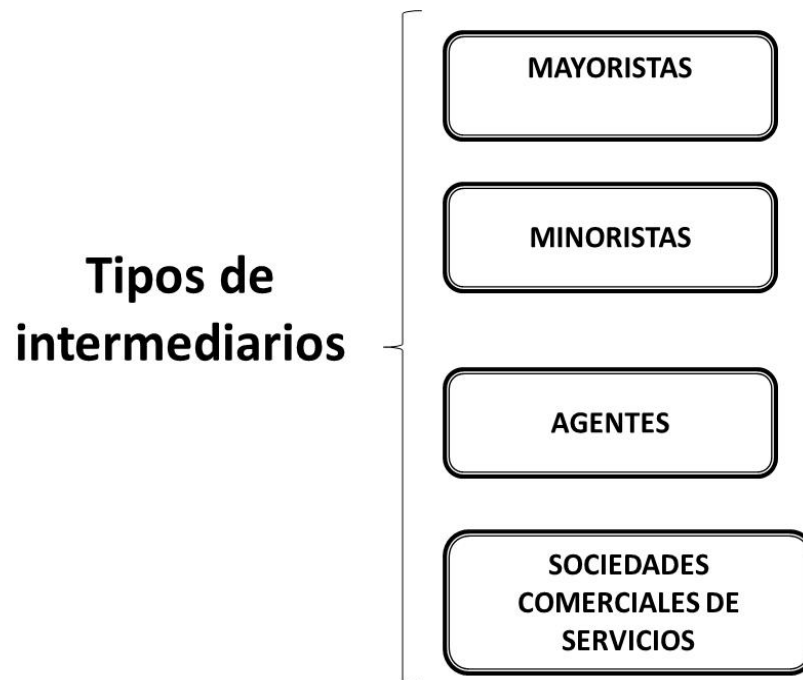 Tipos de
intermediarios
MAYORISTAS
MINORISTAS
AGENTES
SOCIEDADES
COMERCIALES DE
SERVICIOS